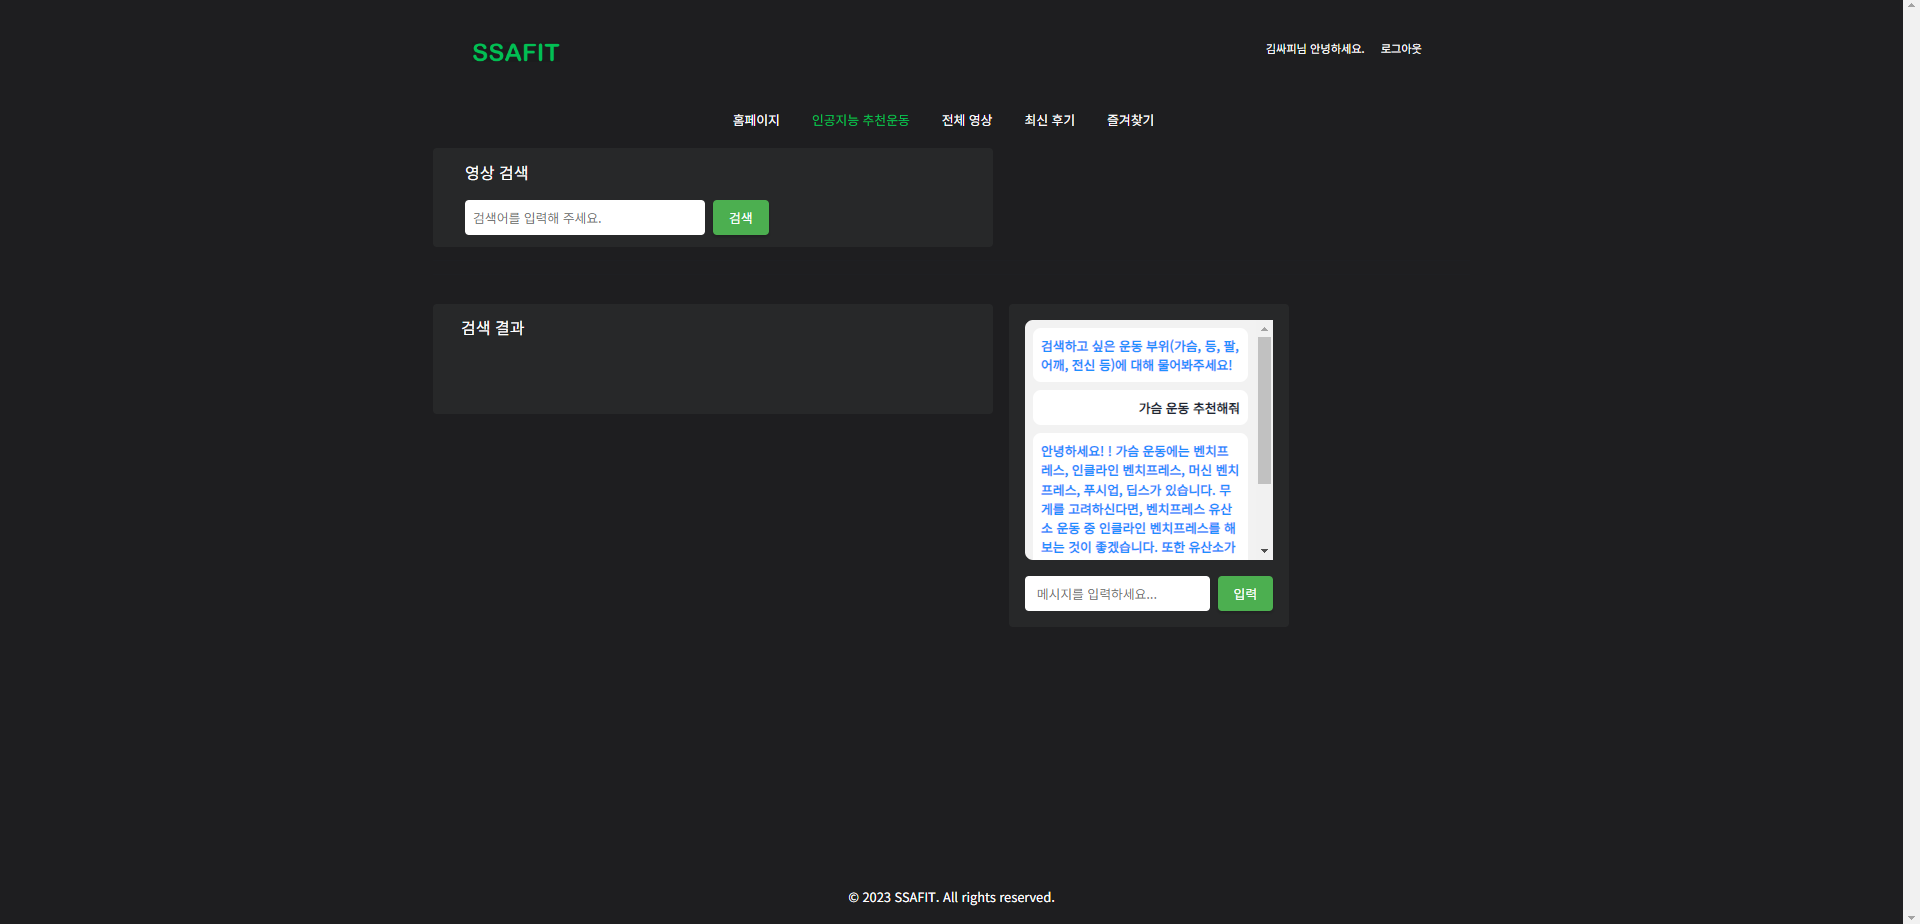 SSAFIT
김싸피님 안녕하세요. 로그아웃
홈페이지 인공지능 추천운동 전체 영상 최신 후기 즐겨찾기
영상 검색
검색어를 입력해 주세요. 검색
검색 결과
검색하고 싶은 운동 부위(가슴, 등, 팔,
어깨, 전신 등)에 대해 물어봐주세요!
가슴 운동 추천해줘
안녕하세요! ! 가슴 운동에는 벤치프
레스, 인클라인 벤치프레스, 머신 벤치
프레스, 푸시업, 딥스가 있습니다. 무
게를 고려하신다면, 벤치프레스 유산
소 운동 중 인클라인 벤치프레스를 해
보는 것이 좋겠습니다. 또한 유산소가
메시지를 입력하세요... 입력
© 2023 SSAFIT. All rights reserved.